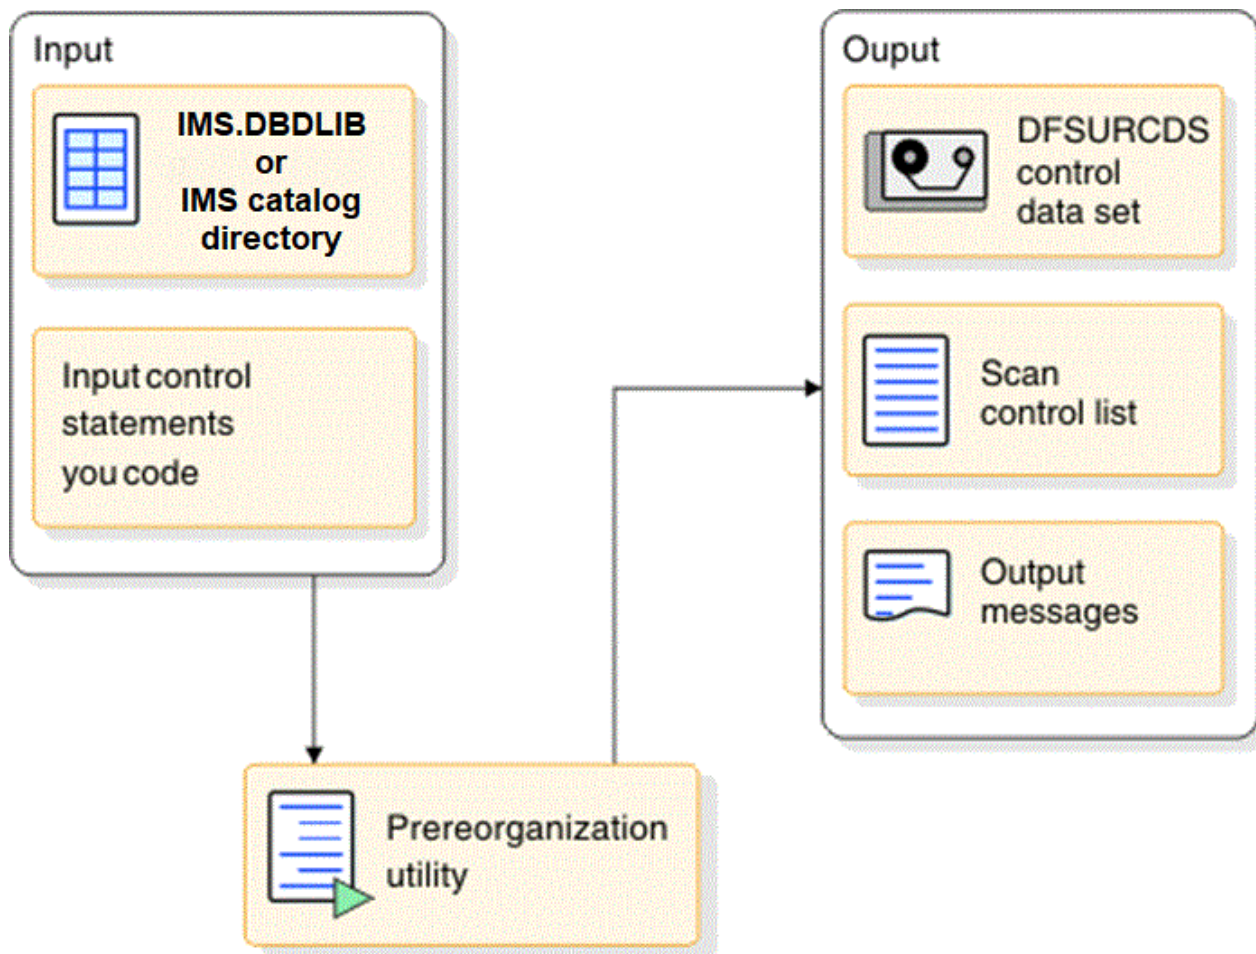 Input
IMS.DBDLIB
or
IMS catalog
directory
Input control
statements
you code
Prereorganization
utility
Ouput
DFSURCDS
control
data set
Scan
control list
Output
messages